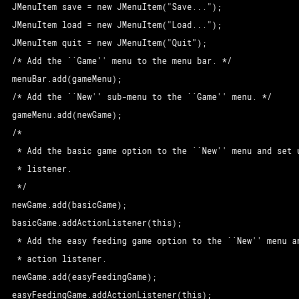 JMenuItem save = new JMenuItem("Save...");
JMenuItem load = new JMenuItem("Load...");
JMenuItem quit = new JMenuItem("Quit");
/* Add the ``Game'' menu to the menu bar. */
menuBar.add(gameMenu);
/* Add the ``New'' sub-menu to the ``Game'' menu. */
gameMenu.add(newGame);
/*
* Add the basic game option to the ``New'' menu and set
* listener.
*/
newGame.add(basicGame);
basicGame.addActionListener(this);
* Add the easy feeding game option to the ``New'' menu
* action listener.
newGame.add(easyFeedingGame);
easyFeedingGame.addActionListener(this);